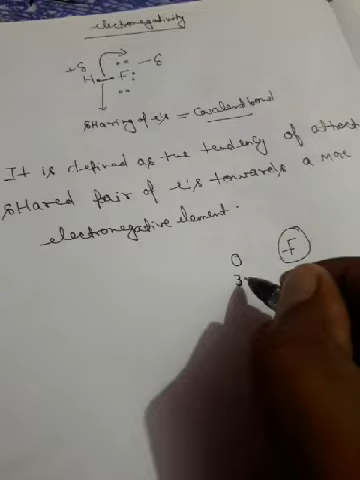 electronegativity
+δ H - F: -δ
Sharing of e's = covalent bond
It is defined as the tendency of attract
shared pair of e's towards a more
electronegative element.
O F
3